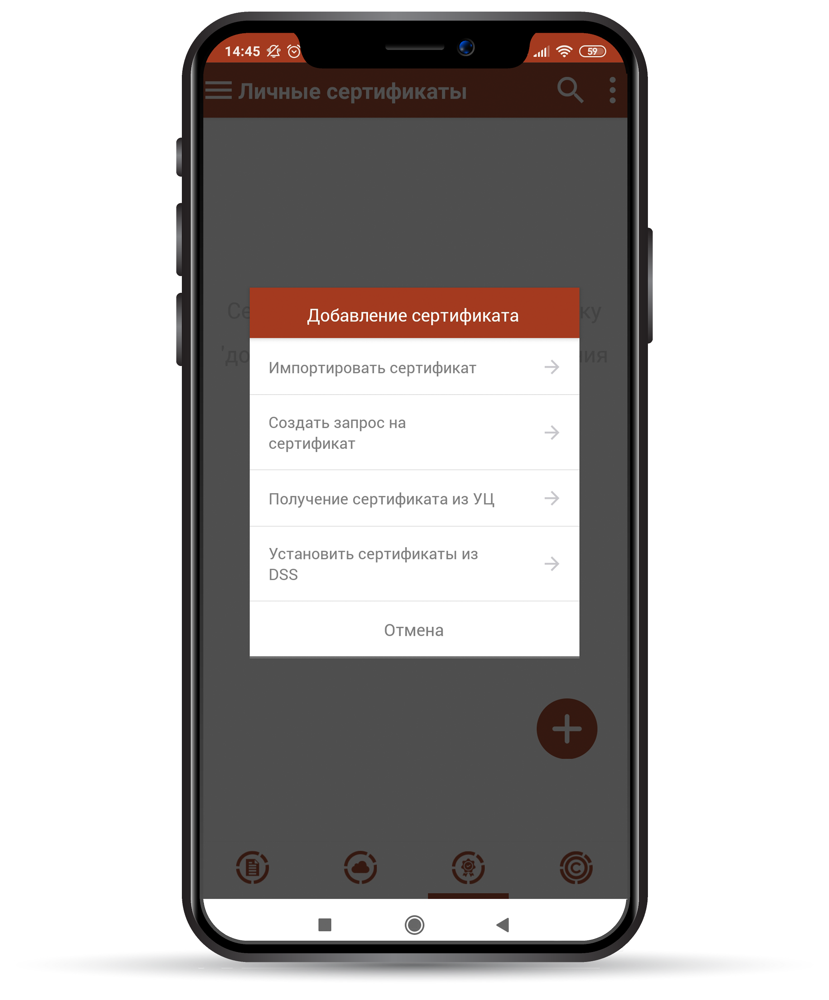 14:45
59
Личные сертификаты
Добавление сертификата
Импортировать сертификат
Создать запрос на
сертификат
Получение сертификата из УЦ
Установить сертификаты из
DSS
Отмена